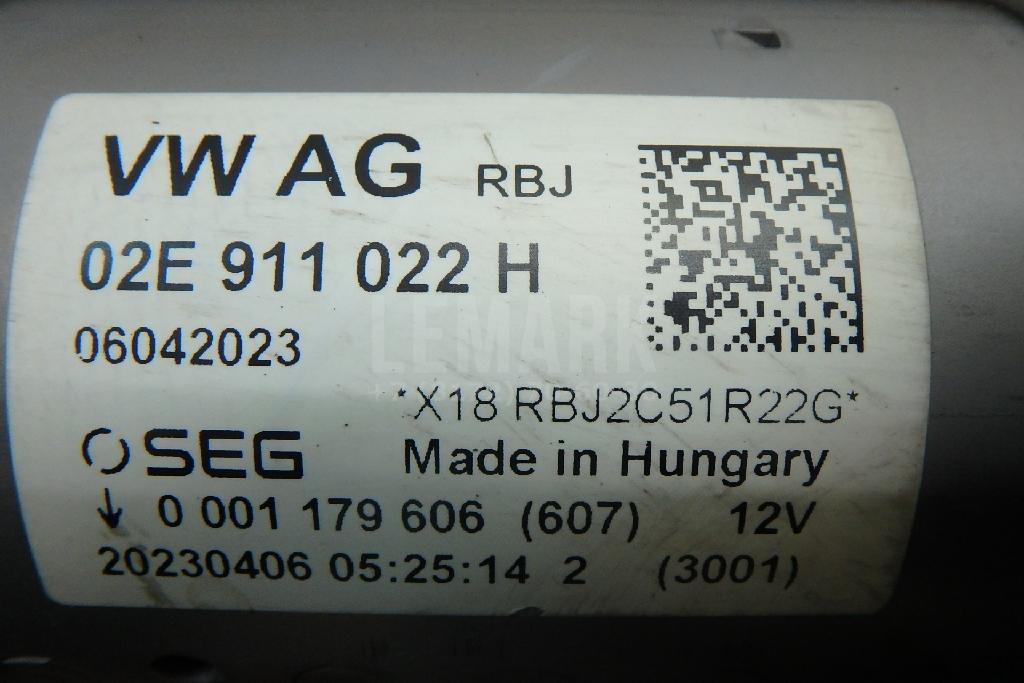 VW AG RBJ
02E 911 022 H
06042023
LEMARK
*X18 RBJ2C51R22G*
SEG Made in Hungary
↓ 0 001 179 606 (607) 12V
20230406 05:25:14 2 (3001)